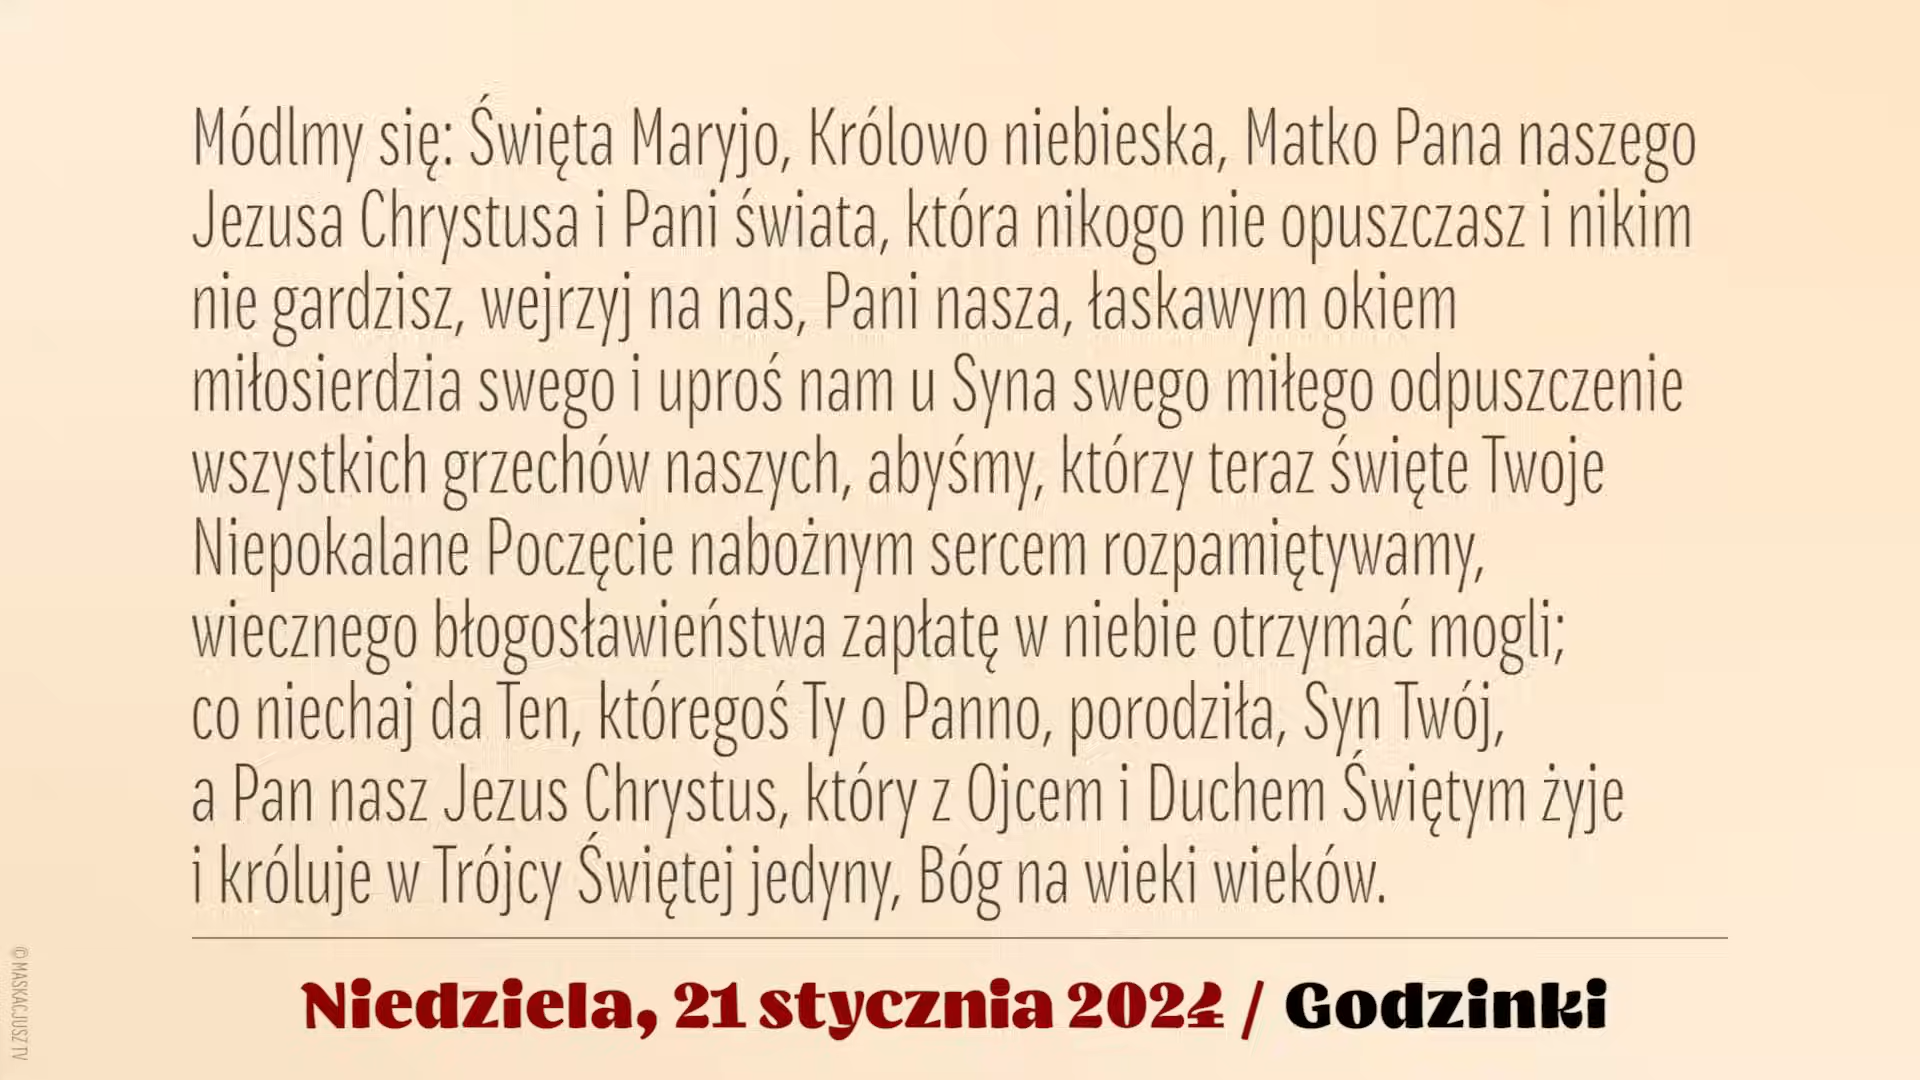 Módlmy się: Święta Maryjo, Królowo niebieska, Matko Pana naszego
Jezusa Chrystusa i Pani świata, która nikogo nie opuszczasz i nikim
nie gardzisz, wejrzyj na nas, Pani nasza, łaskawym okiem
miłosierdzia swego i uproś nam u Syna swego miłego odpuszczenie
wszystkich grzechów naszych, abyśmy, którzy teraz święte Twoje
Niepokalane Poczęcie nabożnym sercem rozpamiętywamy,
wiecznego błogosławieństwa zapłatę w niebie otrzymać mogli;
co niechaj da Ten, któregoś Ty o Panno, porodziła, Syn Twój,
a Pan nasz Jezus Chrystus, który z Ojcem i Duchem Świętym żyje
i króluje w Trójcy Świętej jedyny, Bóg na wieki wieków.
Niedziela, 21 stycznia 2024 / Godzinki
© MASKACJUSZ TV